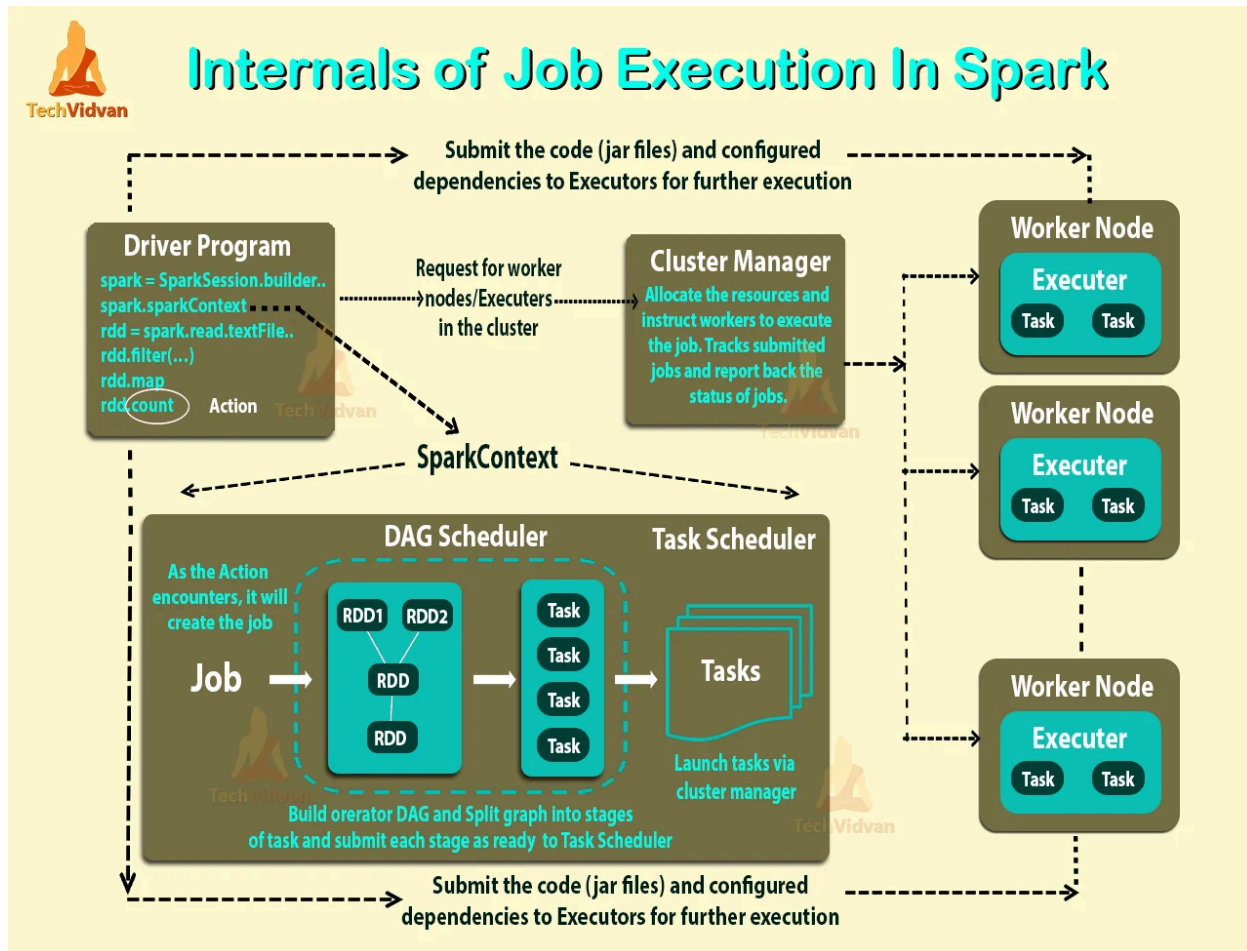 TechVidvan
Internals of Job Execution In Spark
Submit the code (jar files) and configured
dependencies to Executors for further execution
Driver Program
spark = SparkSession.builder..
spark.sparkContext
rdd = spark.read.textFile..
rdd.filter(...)
rdd.map
rdd.count
Action
TechVidvan
Request for worker
nodes/Executers
in the cluster
Cluster Manager
Allocate the resources and
instruct workers to execute
the job. Tracks submitted
jobs and report back the
status of jobs.
TechVidvan
Worker Node
Executer
Task Task
Worker Node
Executer
Task Task
Worker Node
Executer
Task Task
SparkContext
DAG Scheduler
Task Scheduler
As the Action
encounters, it will
create the job
Job
RDD1 RDD2
RDD
RDD
Task
Task
Task
Task
Tasks
Launch tasks via
cluster manager
TechVidvan
Build orerator DAG and Split graph into stages
of task and submit each stage as ready to Task Scheduler
TechVidvan
Submit the code (jar files) and configured
dependencies to Executors for further execution